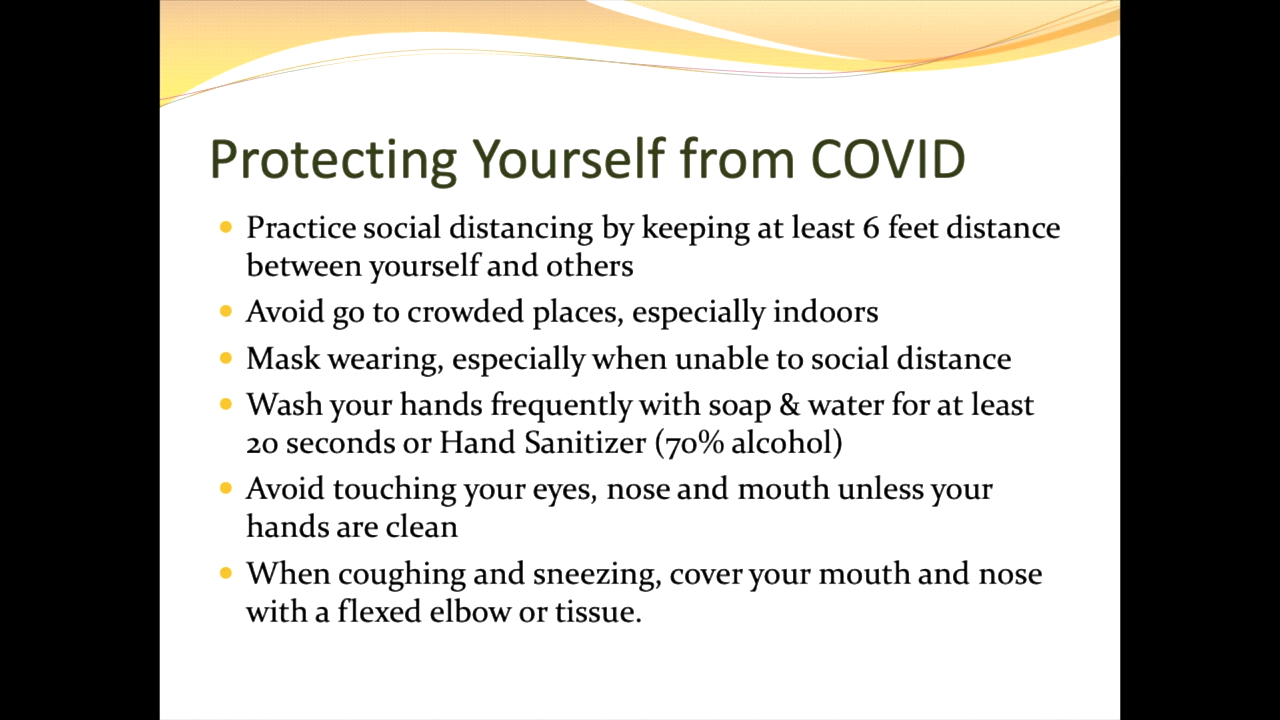 Protecting Yourself from COVID
Practice social distancing by keeping at least 6 feet distance
between yourself and others
Avoid go to crowded places, especially indoors
Mask wearing, especially when unable to social distance
Wash your hands frequently with soap & water for at least
20 seconds or Hand Sanitizer (70% alcohol)
Avoid touching your eyes, nose and mouth unless your
hands are clean
When coughing and sneezing, cover your mouth and nose
with a flexed elbow or tissue.